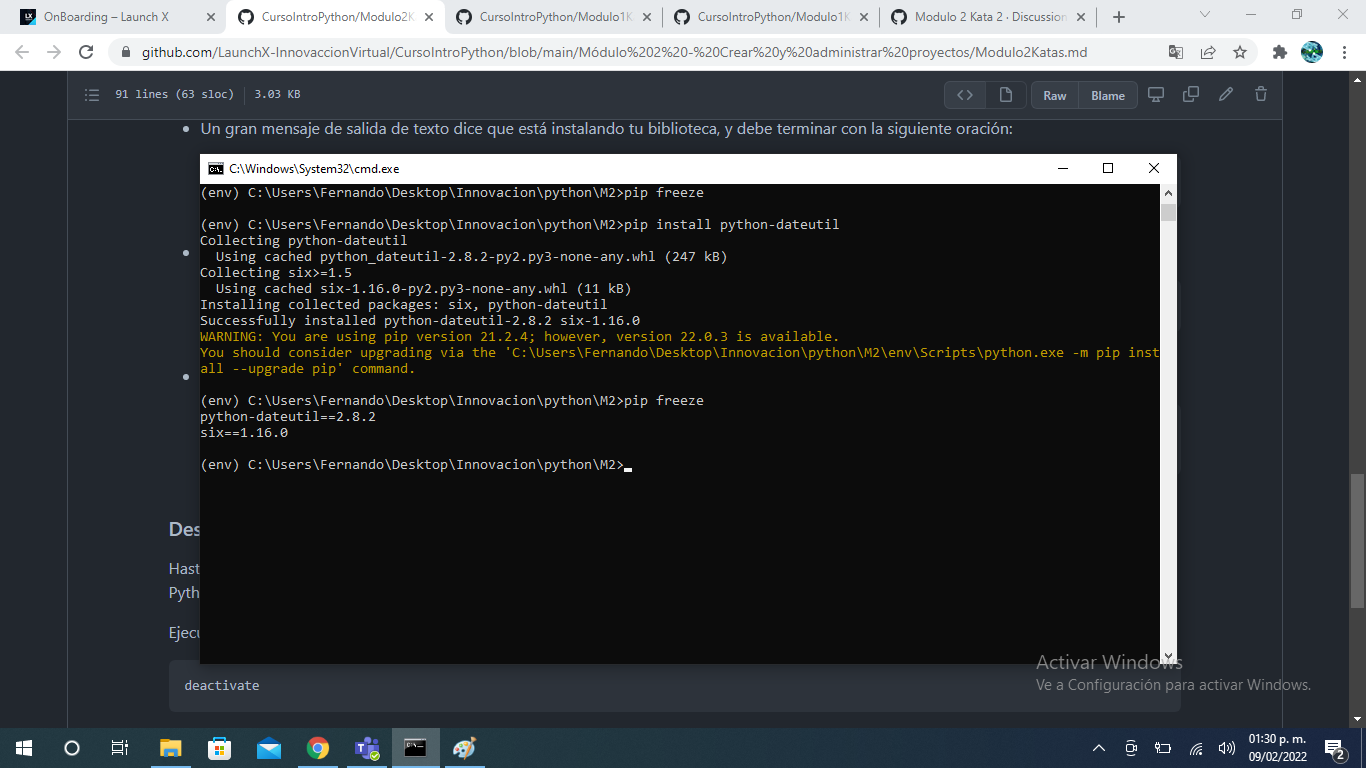 OnBoarding – Launch X
CursoIntroPython/Modulo2K
CursoIntroPython/Modulo1K
CursoIntroPython/Modulo1K
Modulo 2 Kata 2 · Discussion
github.com/LaunchX-InnovaccionVirtual/CursoIntroPython/blob/main/Módulo%202%20-%20Crear%20y%20administrar%20proyectos/Modulo2Katas.md
91 lines (63 sloc) 3.03 KB
Raw Blame
Un gran mensaje de salida de texto dice que está instalando tu biblioteca, y debe terminar con la siguiente oración:
C:\Windows\System32\cmd.exe
(env) C:\Users\Fernando\Desktop\Innovacion\python\M2>pip freeze
(env) C:\Users\Fernando\Desktop\Innovacion\python\M2>pip install python-dateutil
Collecting python-dateutil
Using cached python_dateutil-2.8.2-py2.py3-none-any.whl (247 kB)
Collecting six>=1.5
Using cached six-1.16.0-py2.py3-none-any.whl (11 kB)
Installing collected packages: six, python-dateutil
Successfully installed python-dateutil-2.8.2 six-1.16.0
WARNING: You are using pip version 21.2.4; however, version 22.0.3 is available.
You should consider upgrading via the 'C:\Users\Fernando\Desktop\Innovacion\python\M2\env\Scripts\python.exe -m pip inst
all --upgrade pip' command.
(env) C:\Users\Fernando\Desktop\Innovacion\python\M2>pip freeze
python-dateutil==2.8.2
six==1.16.0
(env) C:\Users\Fernando\Desktop\Innovacion\python\M2>
Des
Hast
Pyth
Ejecu
deactivate
Activar Windows
Ve a Configuración para activar Windows.
01:30 p. m.
09/02/2022
2